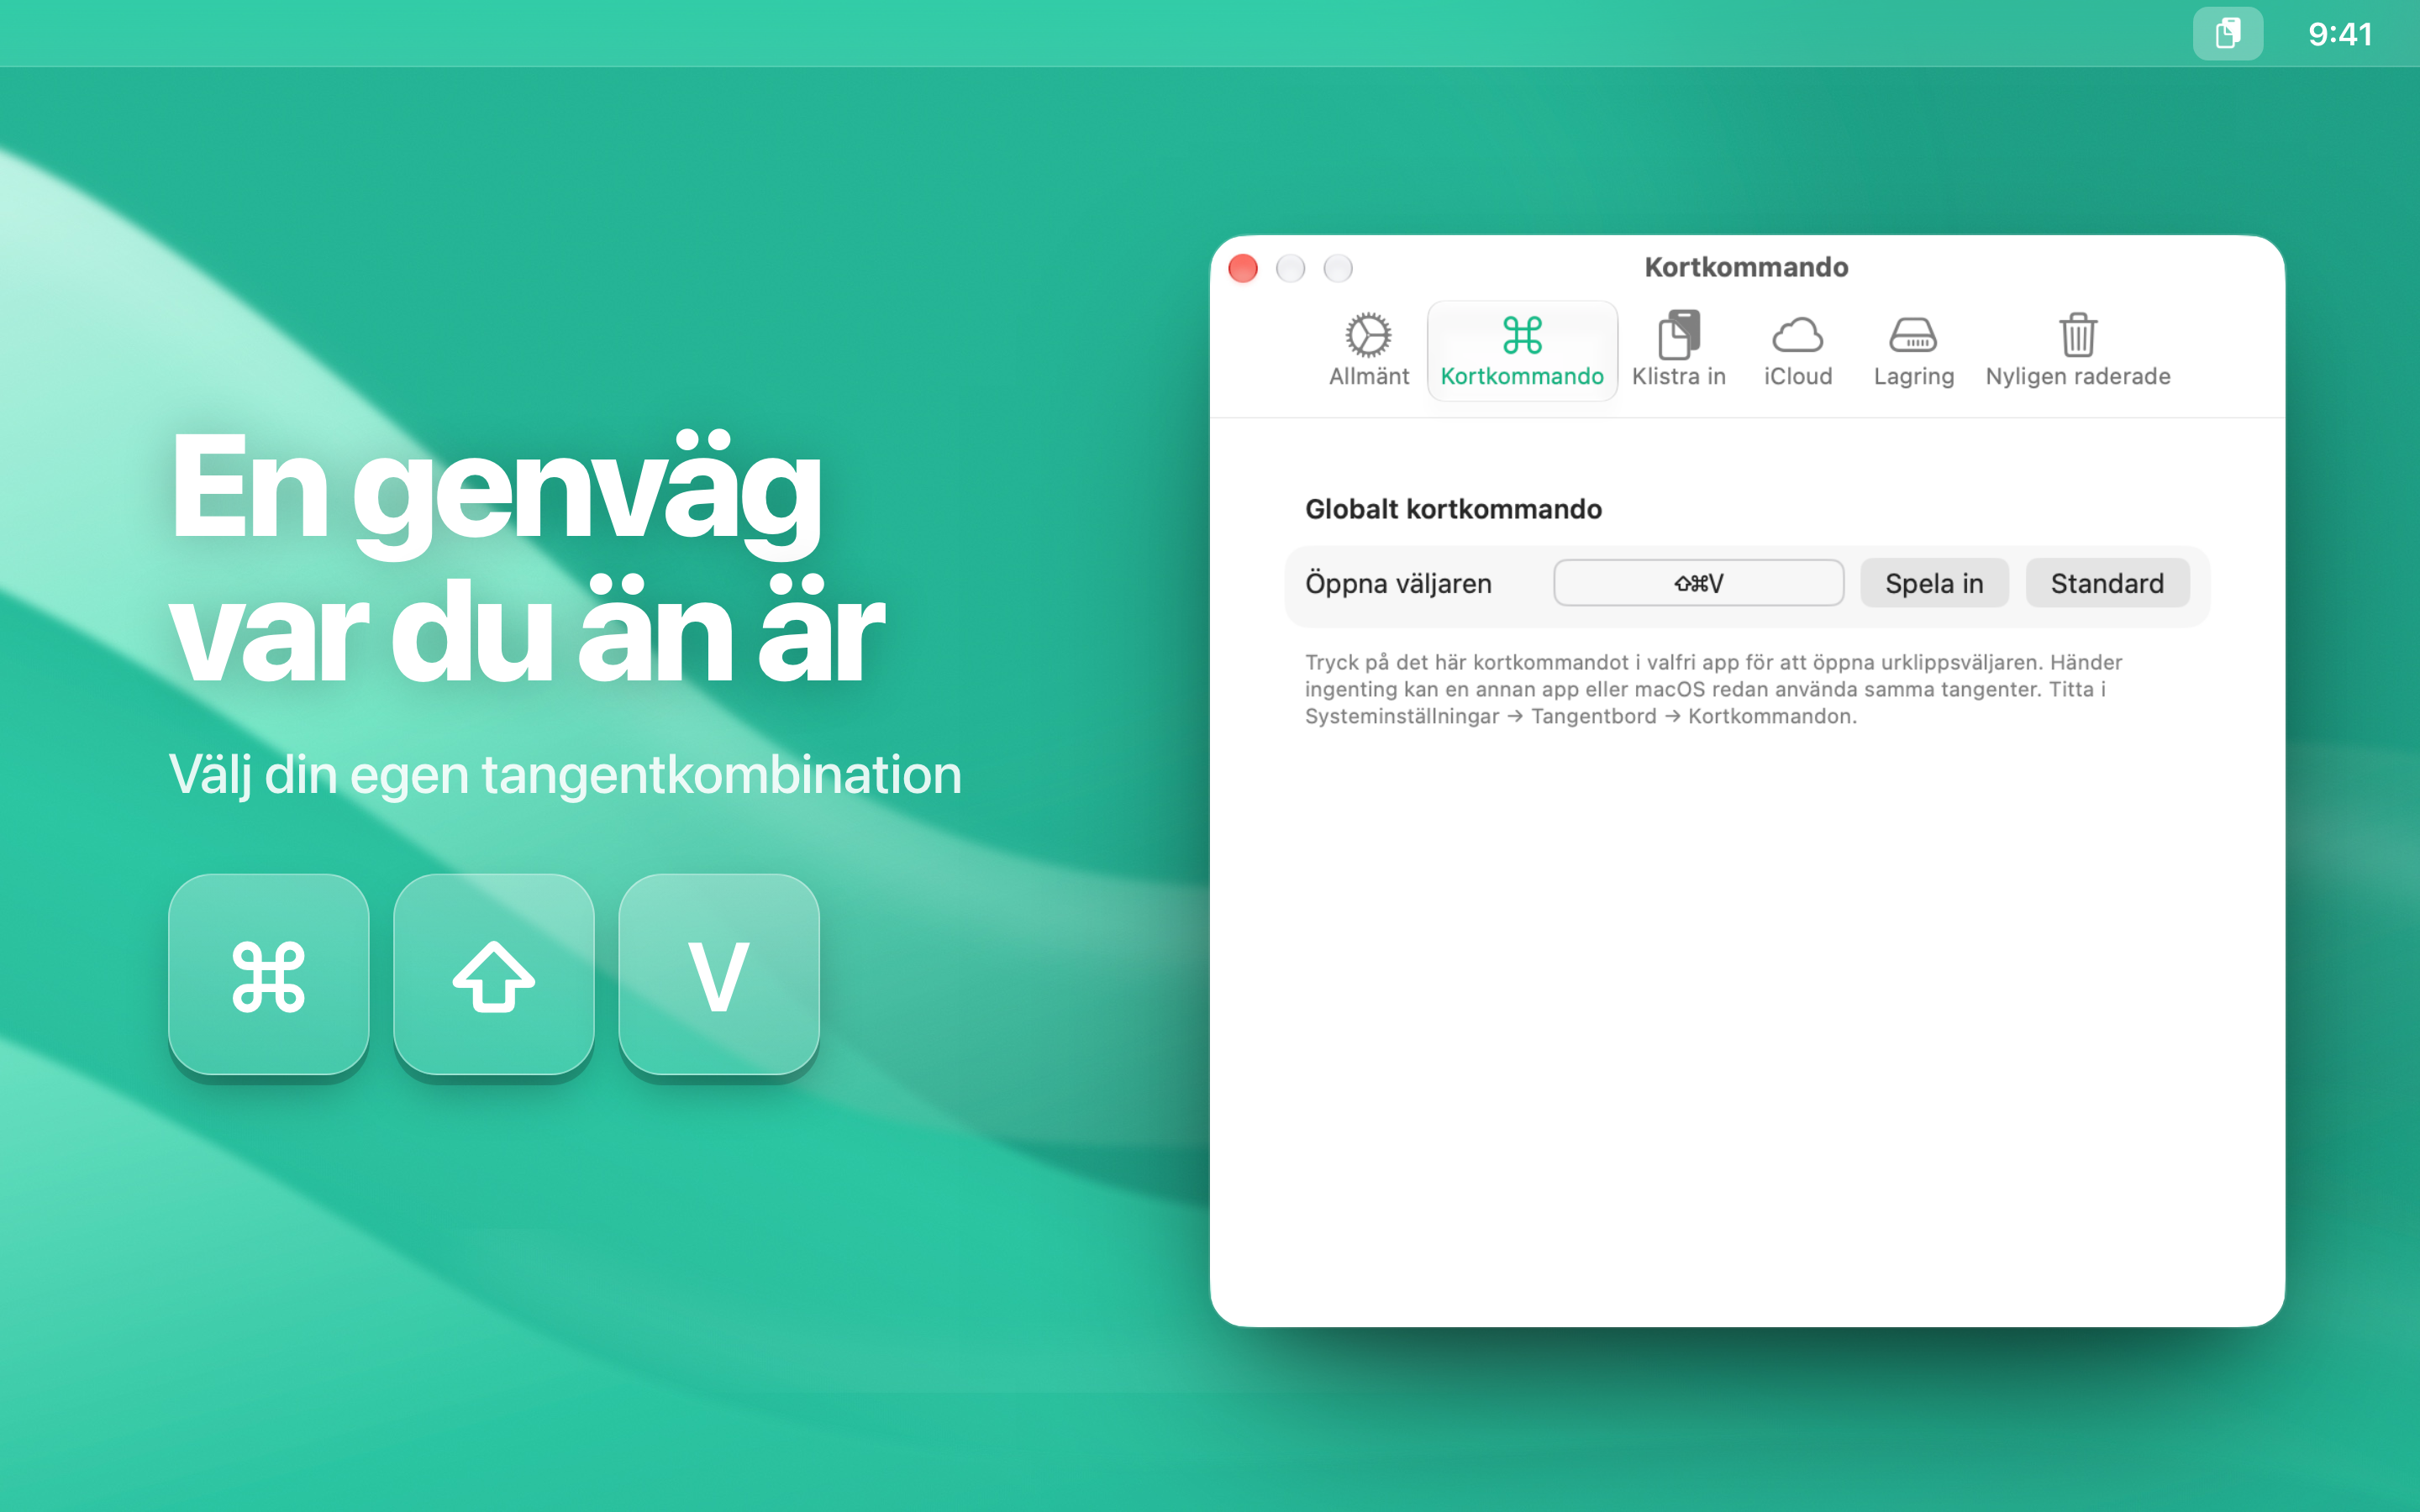 9:41
En genväg
var du än är
Välj din egen tangentkombination
⌘ ⇧ V
Kortkommando
Allmänt Kortkommando Klistra in iCloud Lagring Nyligen raderade
Globalt kortkommando
Öppna väljaren ⇧⌘V Spela in Standard
Tryck på det här kortkommandot i valfri app för att öppna urklippsväljaren. Händer
ingenting kan en annan app eller macOS redan använda samma tangenter. Titta i
Systeminställningar → Tangentbord → Kortkommandon.